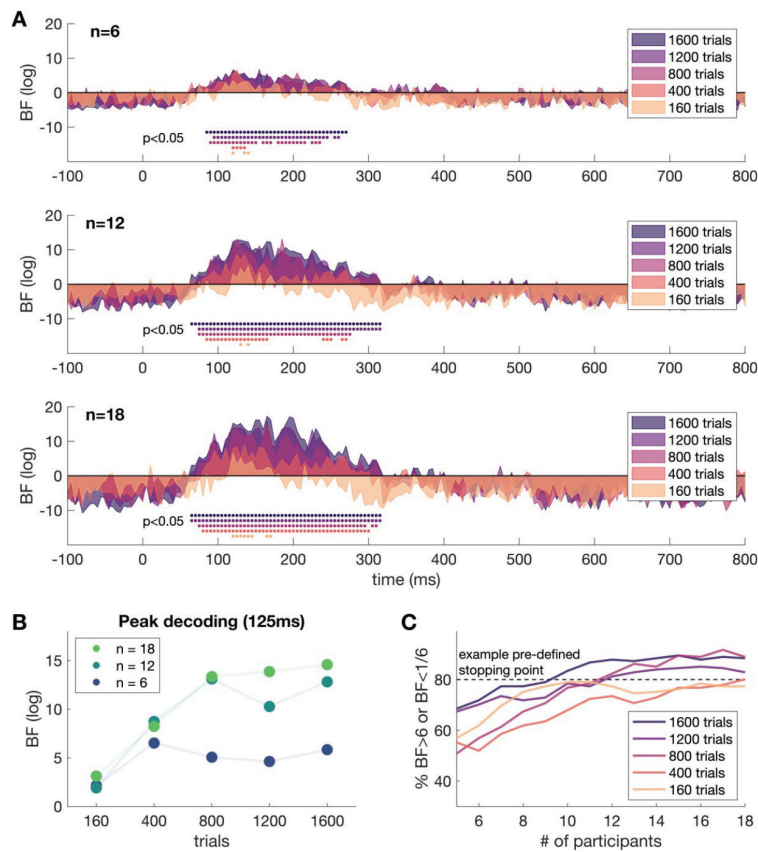 A
n=6
BF (log)
20
10
0
-10
1600 trials
1200 trials
800 trials
400 trials
160 trials
p<0.05
-100 0 100 200 300 400 500 600 700 800
n=12
BF (log)
20
10
0
-10
1600 trials
1200 trials
800 trials
400 trials
160 trials
p<0.05
-100 0 100 200 300 400 500 600 700 800
n=18
BF (log)
20
10
0
-10
1600 trials
1200 trials
800 trials
400 trials
160 trials
p<0.05
-100 0 100 200 300 400 500 600 700 800
time (ms)
B
Peak decoding (125ms)
n = 18
n = 12
n = 6
BF (log)
15
10
5
0
160 400 800 1200 1600
trials
C
example pre-defined
stopping point
% BF>6 or BF<1/6
80
60
40
1600 trials
1200 trials
800 trials
400 trials
160 trials
6 8 10 12 14 16 18
# of participants